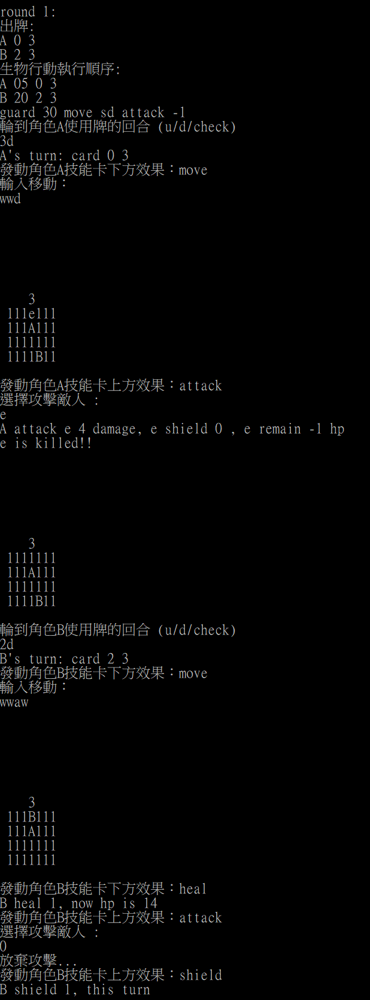 round 1:
出牌:
A 0 3
B 2 3
生物行動執行順序:
A 05 0 3
B 20 2 3
guard 30 move sd attack -1
輪到角色A使用牌的回合 (u/d/check)
3d
A's turn: card 0 3
發動角色A技能卡下方效果：move
輸入移動：
wwd
3
111e111
111A111
1111111
1111B11
發動角色A技能卡上方效果：attack
選擇攻擊敵人 :
e
A attack e 4 damage, e shield 0 , e remain -1 hp
e is killed!!
3
1111111
111A111
1111111
1111B11
輪到角色B使用牌的回合 (u/d/check)
2d
B's turn: card 2 3
發動角色B技能卡下方效果：move
輸入移動：
wwaw
3
111B111
111A111
1111111
1111111
發動角色B技能卡下方效果：heal
B heal 1, now hp is 14
發動角色B技能卡上方效果：attack
選擇攻擊敵人 :
0
放棄攻擊...
發動角色B技能卡上方效果：shield
B shield 1, this turn